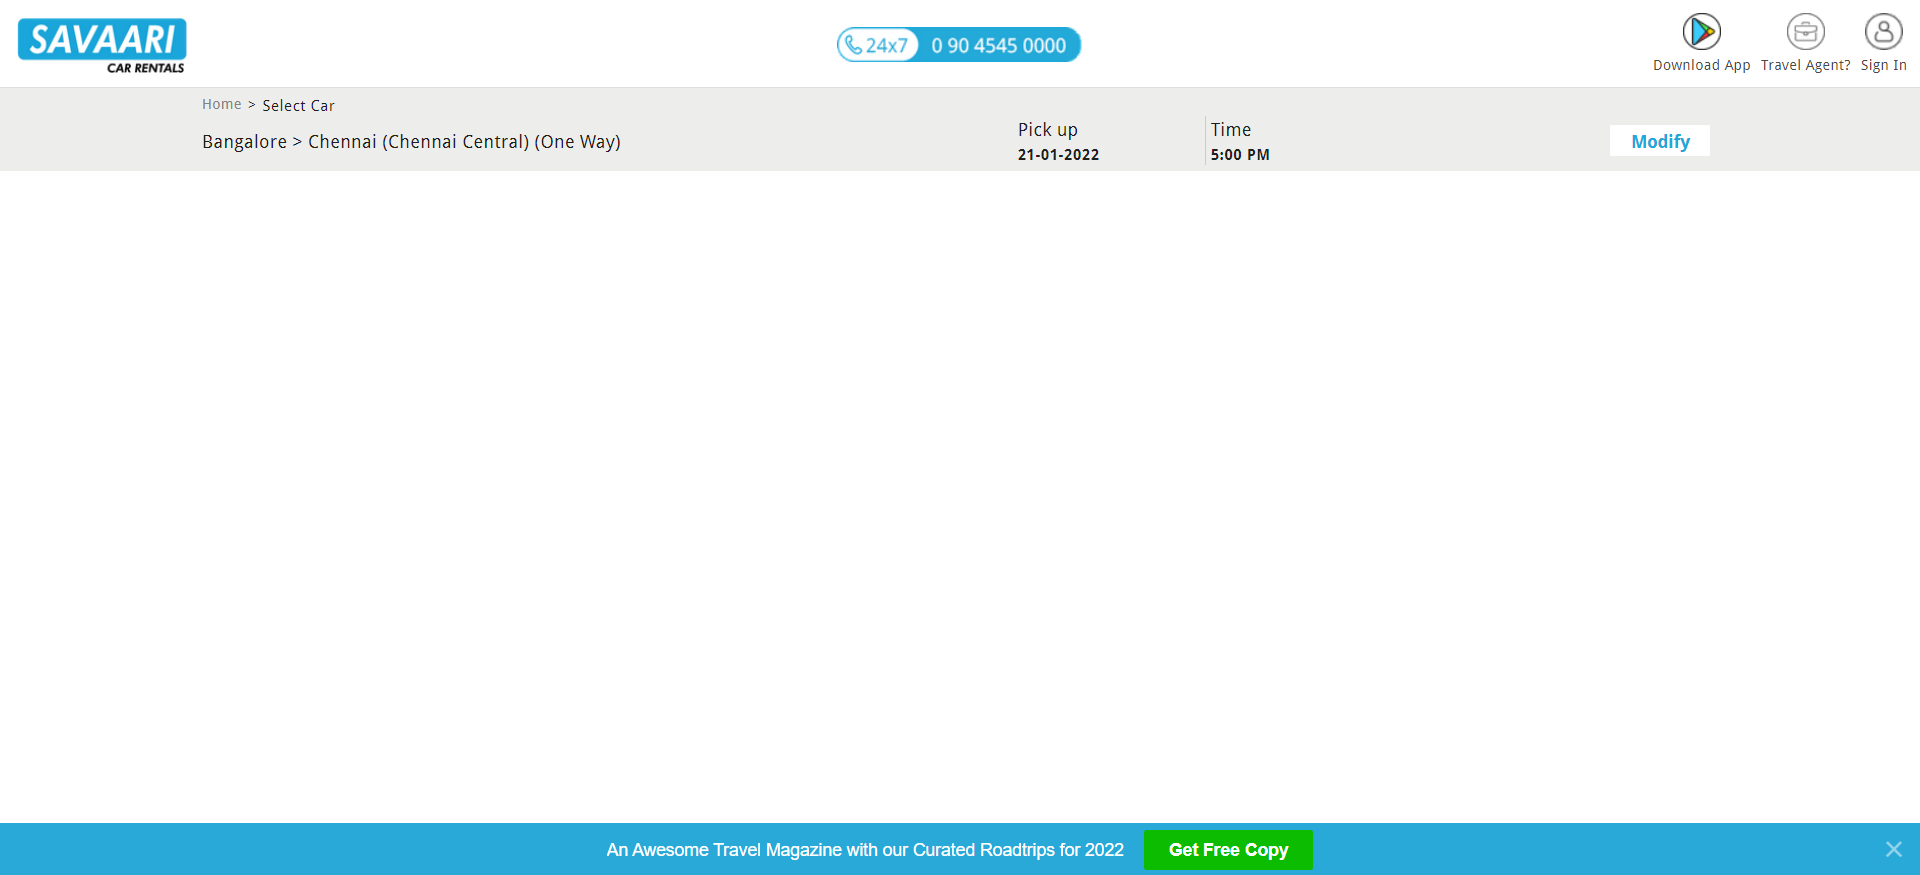 SAVAARI
CAR RENTALS
24x7 0 90 4545 0000
Download App
Travel Agent?
Sign In
Home > Select Car
Bangalore > Chennai (Chennai Central) (One Way)
Pick up
21-01-2022
Time
5:00 PM
Modify
An Awesome Travel Magazine with our Curated Roadtrips for 2022
Get Free Copy